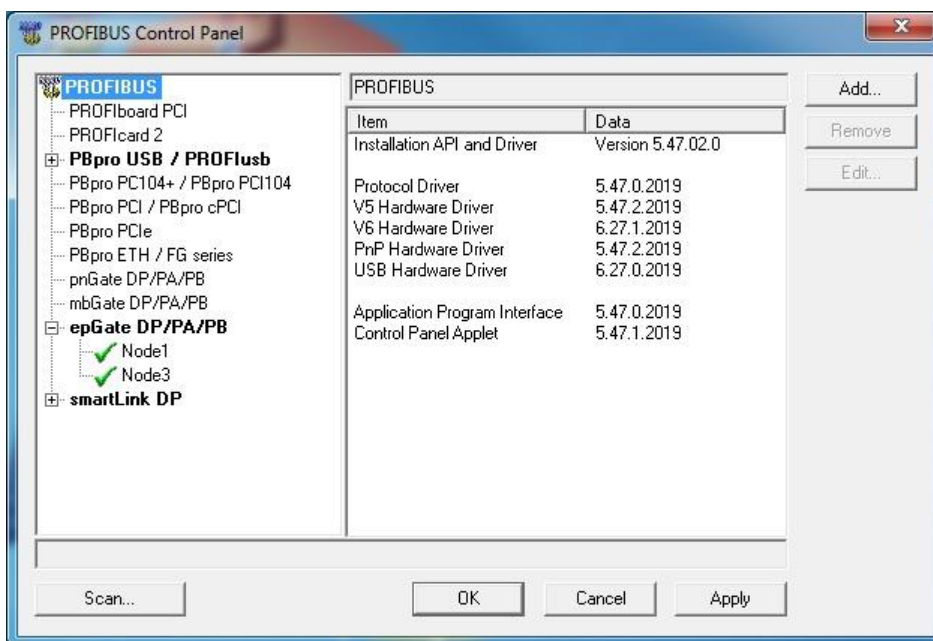 PROFIBUS Control Panel
PROFIBUS
PROFIboard PCI
PROFIcard 2
PBpro USB / PROFIusb
PBpro PC104+ / PBpro PCI104
PBpro PCI / PBpro cPCI
PBpro PCIe
PBpro ETH / FG series
pnGate DP/PA/PB
mbGate DP/PA/PB
epGate DP/PA/PB
Node1
Node3
smartLink DP
PROFIBUS
Item Data
Installation API and Driver Version 5.47.02.0
Protocol Driver 5.47.0.2019
V5 Hardware Driver 5.47.2.2019
V6 Hardware Driver 6.27.1.2019
PnP Hardware Driver 5.47.2.2019
USB Hardware Driver 6.27.0.2019
Application Program Interface 5.47.0.2019
Control Panel Applet 5.47.1.2019
Add...
Remove
Edit...
Scan...
OK
Cancel
Apply